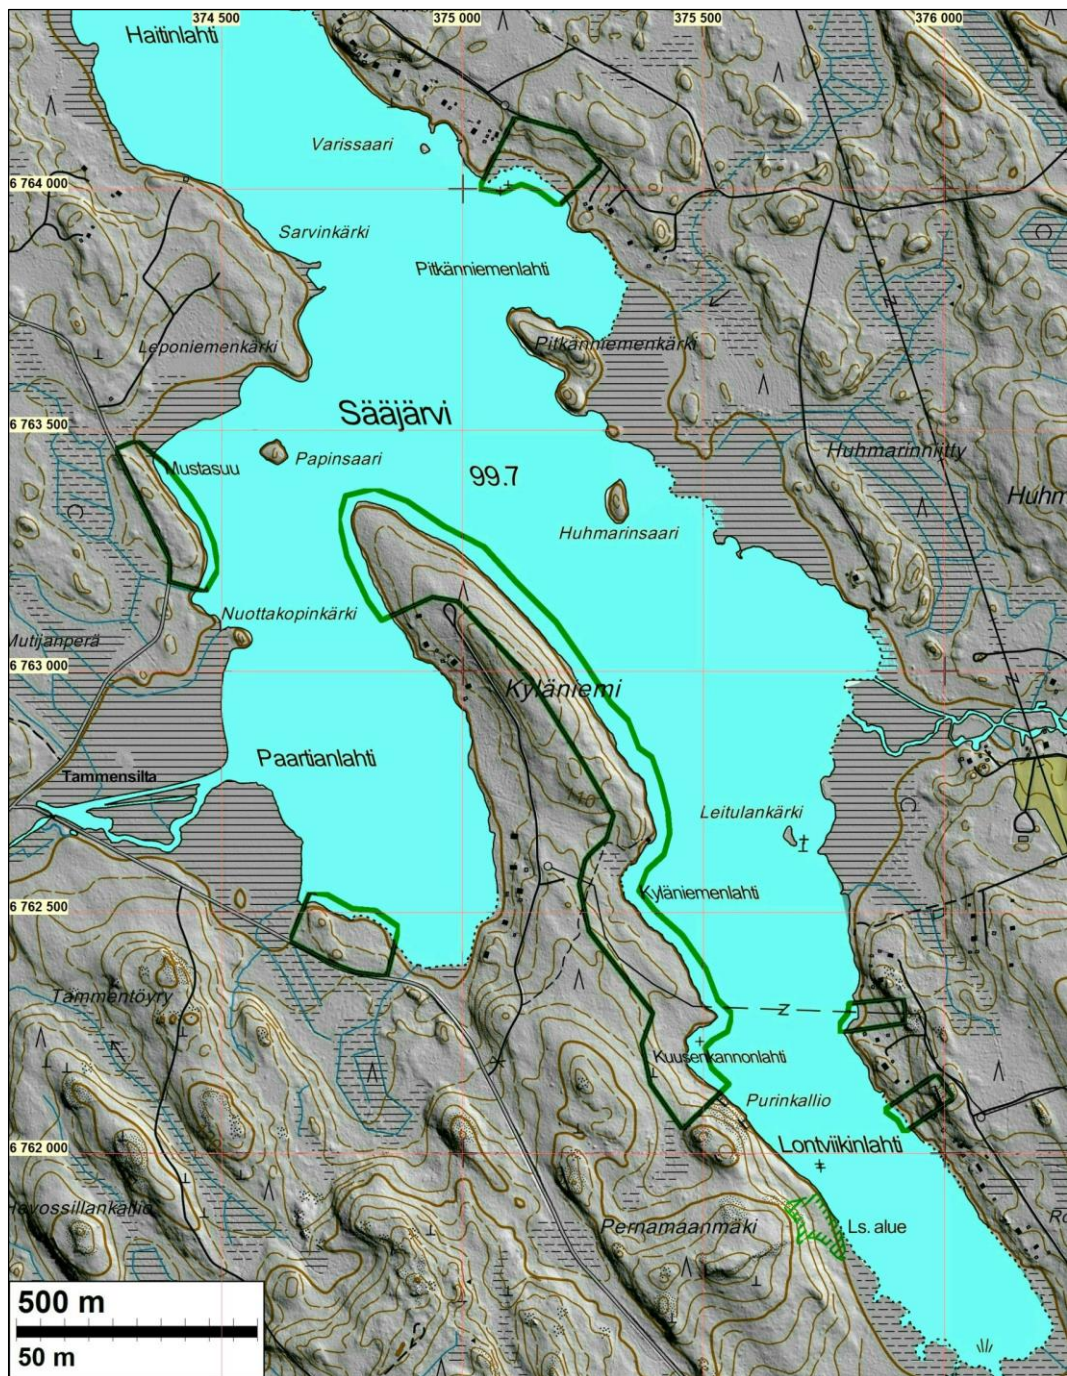 374 500
375 000
375 500
376 000
Haitinlahti
Varissaari
6 764 000
Sarvinkärki
Pitkänniemenlahti
Leponiemenkärki
Pitkänniemenkärki
Sääjärvi
6 763 500
Mustasuu
Papinsaari
99.7
Huhmarinniitty
Huhm
Huhmarinsaari
Nuottakopinkärki
Mutijanperä
6 763 000
Kyläniemi
Paartianlahti
Tammensilta
110
Leitulankärki
Kyläniemenlahti
6 762 500
Tammentöyry
Z
Kuusenkannonlahti
Purinkallio
Lontviikinlahti
6 762 000
Hevossillankallio
Pernamaanmäki
Ls. alue
500 m
50 m